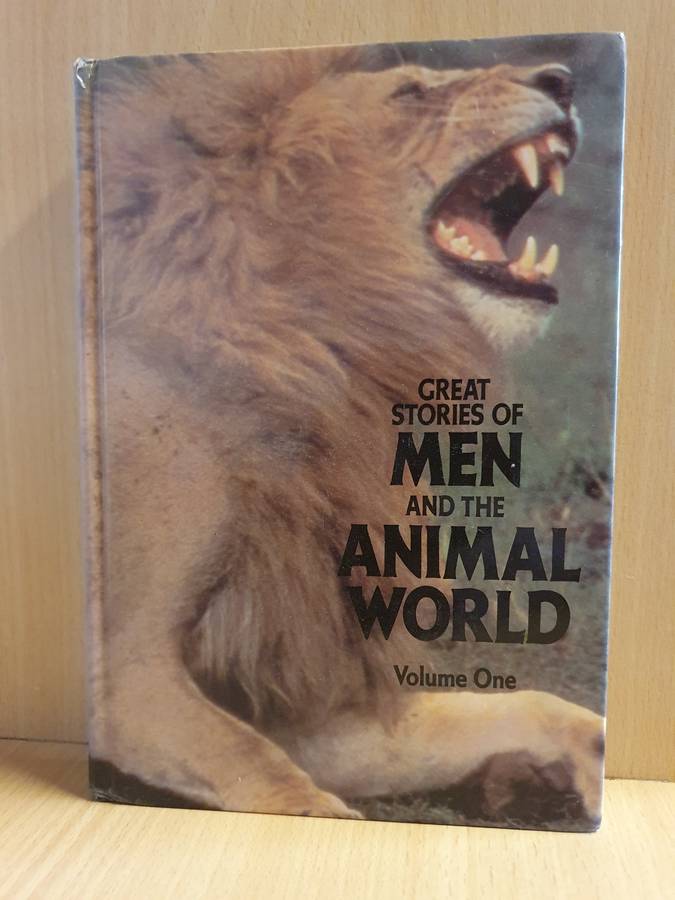 GREAT
STORIES OF
MEN
AND THE
ANIMAL
WORLD
Volume One